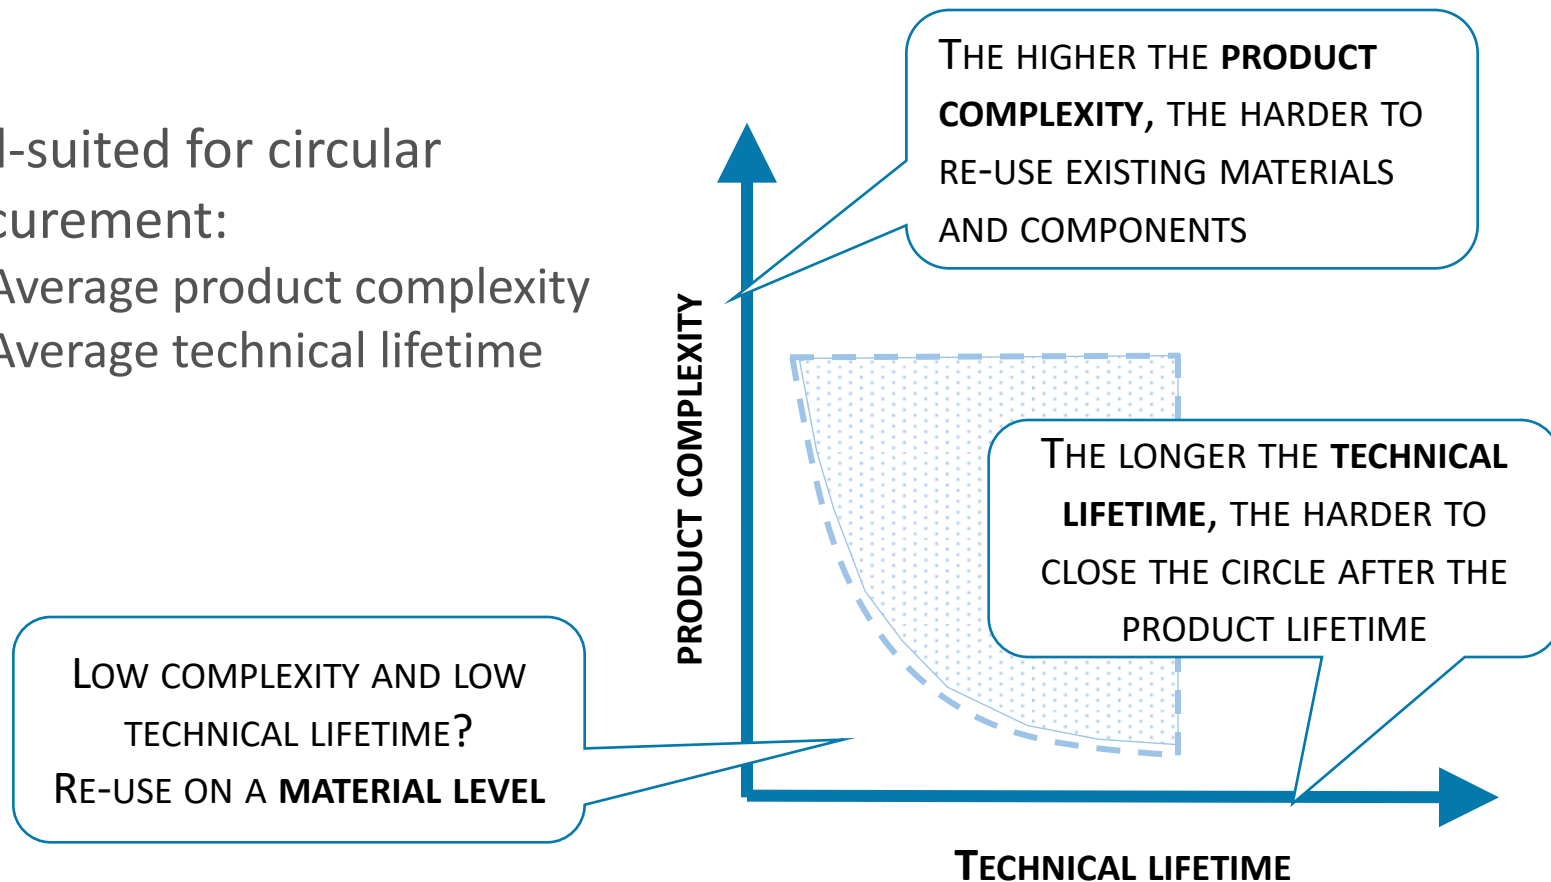 l-suited for circular
curement:
Average product complexity
Average technical lifetime
THE HIGHER THE PRODUCT
COMPLEXITY, THE HARDER TO
RE-USE EXISTING MATERIALS
AND COMPONENTS
PRODUCT COMPLEXITY
THE LONGER THE TECHNICAL
LIFETIME, THE HARDER TO
CLOSE THE CIRCLE AFTER THE
PRODUCT LIFETIME
LOW COMPLEXITY AND LOW
TECHNICAL LIFETIME?
RE-USE ON A MATERIAL LEVEL
TECHNICAL LIFETIME